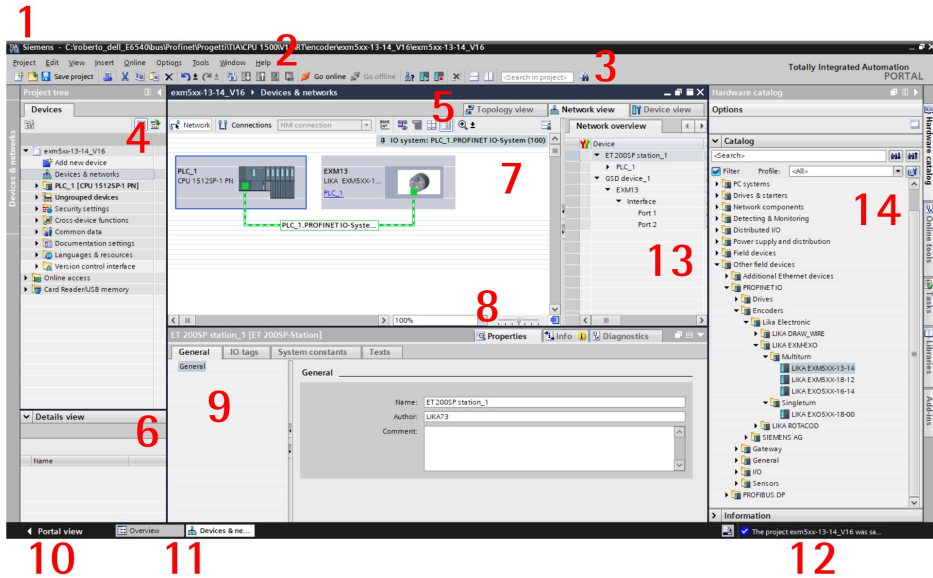 1
Siemens - C:\roberto_dell_E6540\bus\Profinet\Progetti\TIA\CPU 1500\V1 RT\encoder\exm5xx-13-14_V16\exm5xx-13-14_V16
2
Project Edit View Insert Online Options Tools Window Help
Totally Integrated Automation
PORTAL
Save project
Go online
Go offline
<Search in project>
3
Project tree
exm5xx-13-14_V16 Devices & networks
Hardware catalog
Devices
5
Topology view
Network view
Device view
Options
4
Network
Connections
HMI connection
Network overview
IO system: PLC_1.PROFINET IO-System (100)
Devices & networks
exm5xx-13-14_V16
Add new device
Devices & networks
PLC_1 [CPU 1512SP-1 PN]
Ungrouped devices
Security settings
Cross-device functions
Common data
Documentation settings
Languages & resources
Version control interface
Online access
Card Reader/USB memory
PLC_1
CPU 1512SP-1 PN
EXM13
LIKA EXM5XX-1...
PLC_1
PLC_1.PROFINET IO-Syste...
7
Device
ET 200SP station_1
PLC_1
GSD device_1
EXM13
Interface
Port 1
Port 2
13
8
100%
Catalog
<Search>
Filter
Profile:
<All>
14
PC systems
Drives & starters
Network components
Detecting & Monitoring
Distributed I/O
Power supply and distribution
Field devices
Other field devices
Additional Ethernet devices
PROFINET IO
Drives
Encoders
Lika Electronic
LIKA DRAW_WIRE
LIKA EXM-EXO
Multiturn
LIKA EXM5XX-13-14
LIKA EXM5XX-18-12
LIKA EXO5XX-16-14
Singleturn
LIKA EXO5XX-18-00
LIKA ROTACOD
SIEMENS AG
Gateway
General
I/O
Sensors
PROFIBUS DP
Information
Hardware catalog
Online tools
Tasks
Libraries
Add-ins
ET 200SP station_1 [ET 200SP-Station]
Properties
Info
Diagnostics
General
IO tags
System constants
Texts
General
General
9
Name:
ET 200SP station_1
Author:
LIKA73
Comment:
Details view
6
Name
Portal view
Overview
Devices & ne...
The project exm5xx-13-14_V16 was sa...
10
11
12